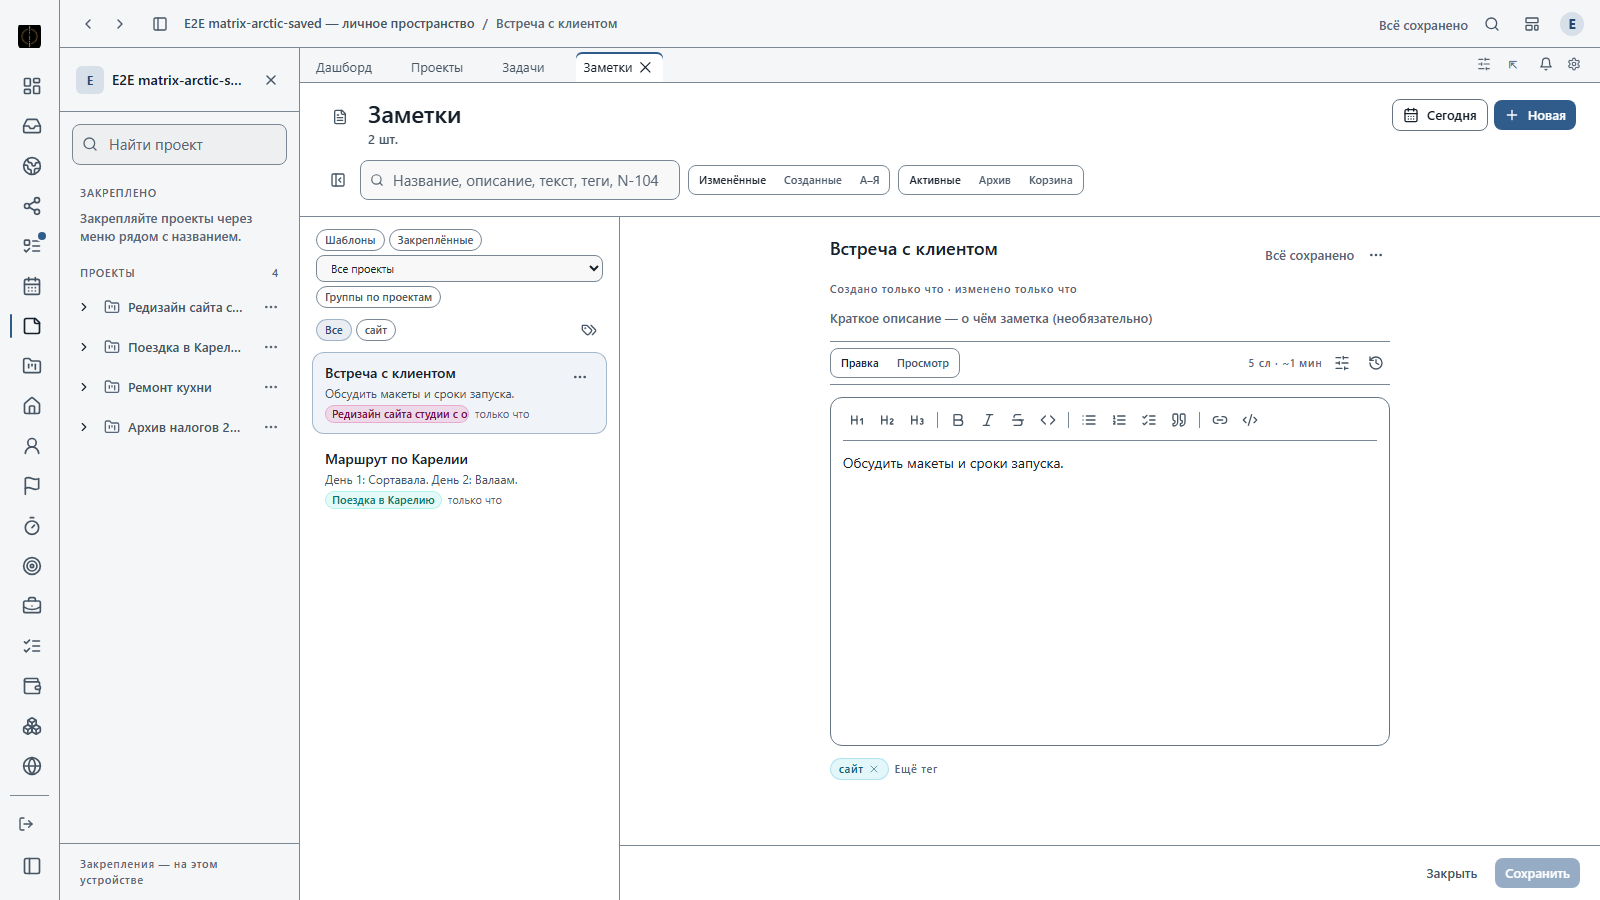 E2E matrix-arctic-saved — личное пространство / Встреча с клиентом
Всё сохранено
E
E E2E matrix-arctic-s...
Найти проект
ЗАКРЕПЛЕНО
Закрепляйте проекты через
меню рядом с названием.
ПРОЕКТЫ 4
Редизайн сайта с...
Поездка в Карел...
Ремонт кухни
Архив налогов 2...
Закрепления — на этом
устройстве
Дашборд Проекты Задачи Заметки
Заметки
2 шт.
Сегодня
Новая
Название, описание, текст, теги, N-104
Изменённые Созданные А–Я
Активные Архив Корзина
Шаблоны Закреплённые
Все проекты
Группы по проектам
Все сайт
Встреча с клиентом
Обсудить макеты и сроки запуска.
Редизайн сайта студии с о только что
Маршрут по Карелии
День 1: Сортавала. День 2: Валаам.
Поездка в Карелию только что
Встреча с клиентом
Всё сохранено
Создано только что · изменено только что
Краткое описание — о чём заметка (необязательно)
Правка Просмотр
5 сл · ~1 мин
H1 H2 H3
Обсудить макеты и сроки запуска.
сайт Ещё тег
Закрыть Сохранить